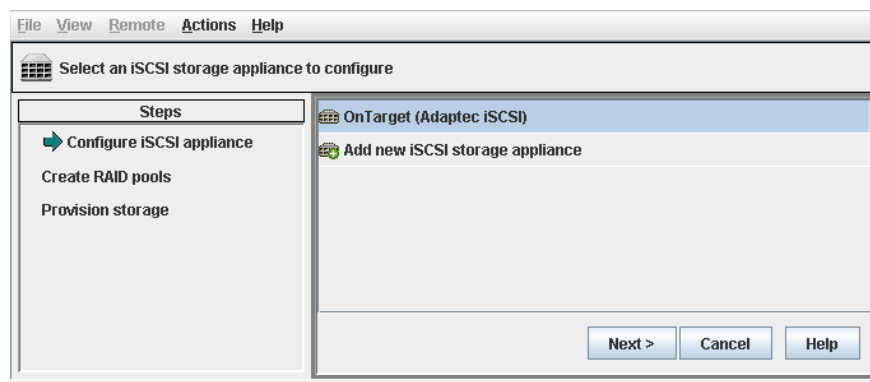 File View Remote Actions Help
Select an iSCSI storage appliance to configure
Steps
Configure iSCSI appliance
Create RAID pools
Provision storage
OnTarget (Adaptec iSCSI)
Add new iSCSI storage appliance
Next > Cancel Help